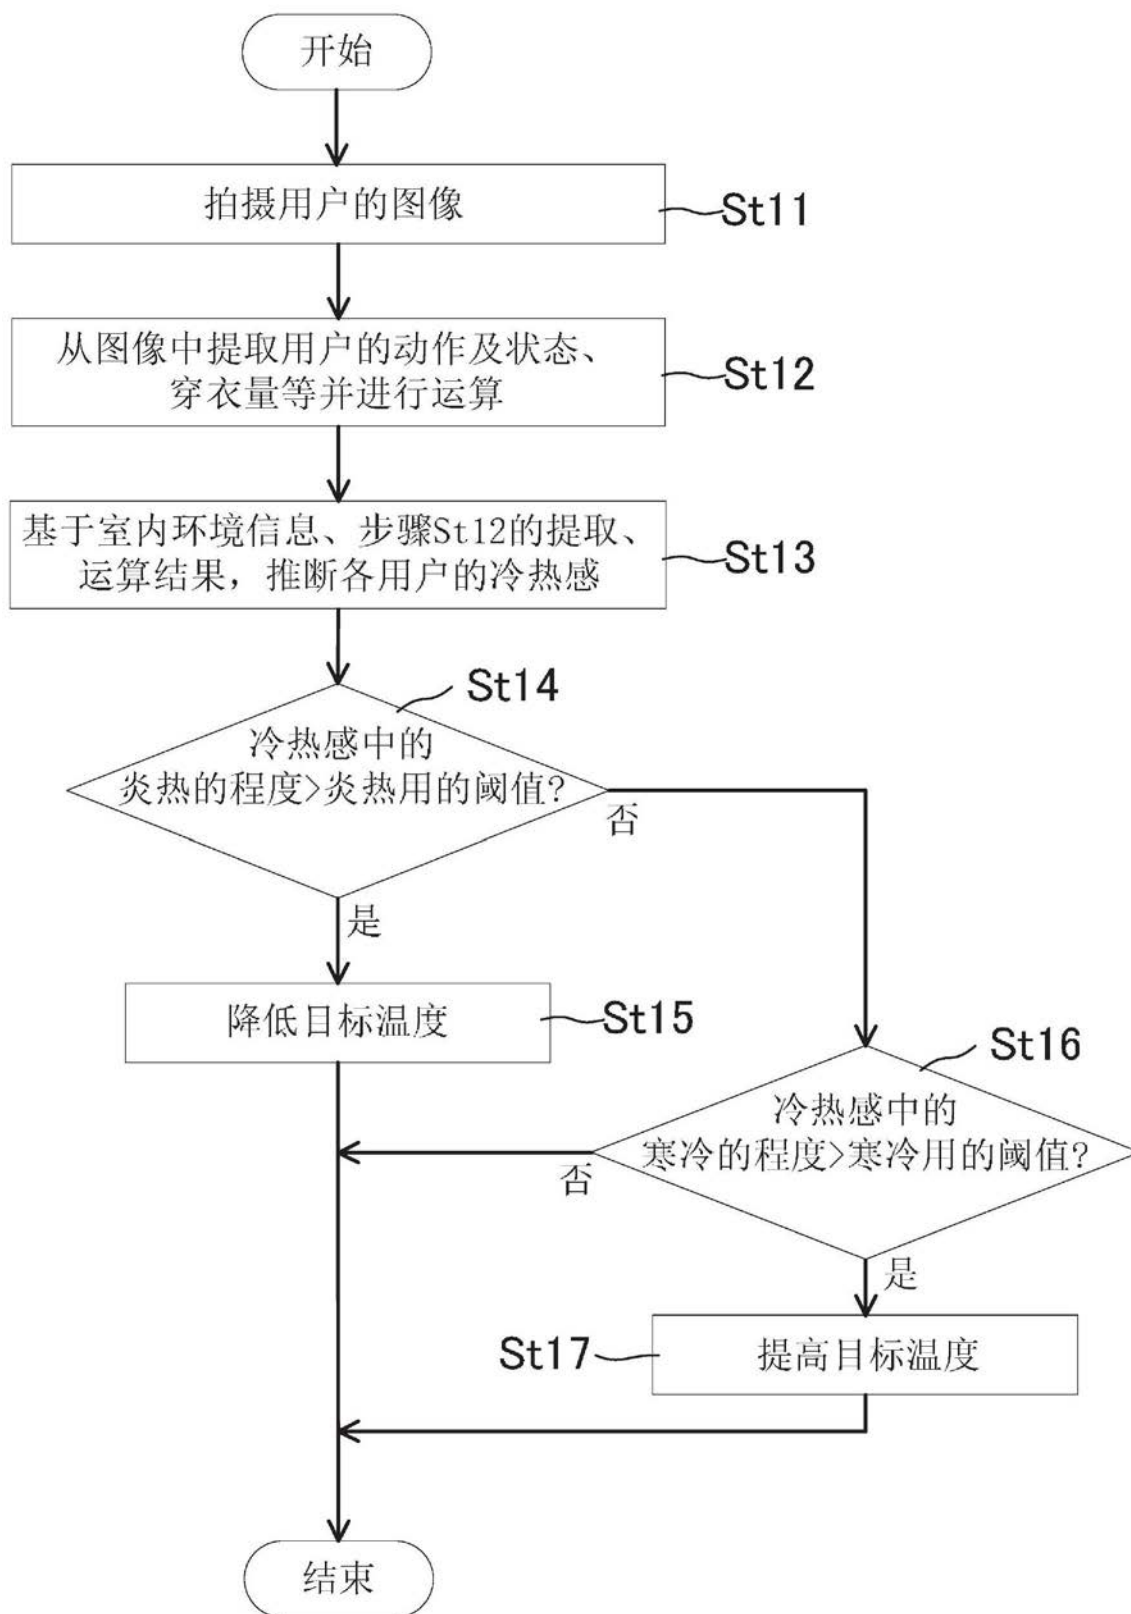 开始
拍摄用户的图像
St11
从图像中提取用户的动作及状态、
穿衣量等并进行运算
St12
基于室内环境信息、步骤St12的提取、
运算结果，推断各用户的冷热感
St13
St14
冷热感中的
炎热的程度>炎热用的阈值?
否
是
降低目标温度
St15
St16
冷热感中的
寒冷的程度>寒冷用的阈值?
否
是
St17
提高目标温度
结束